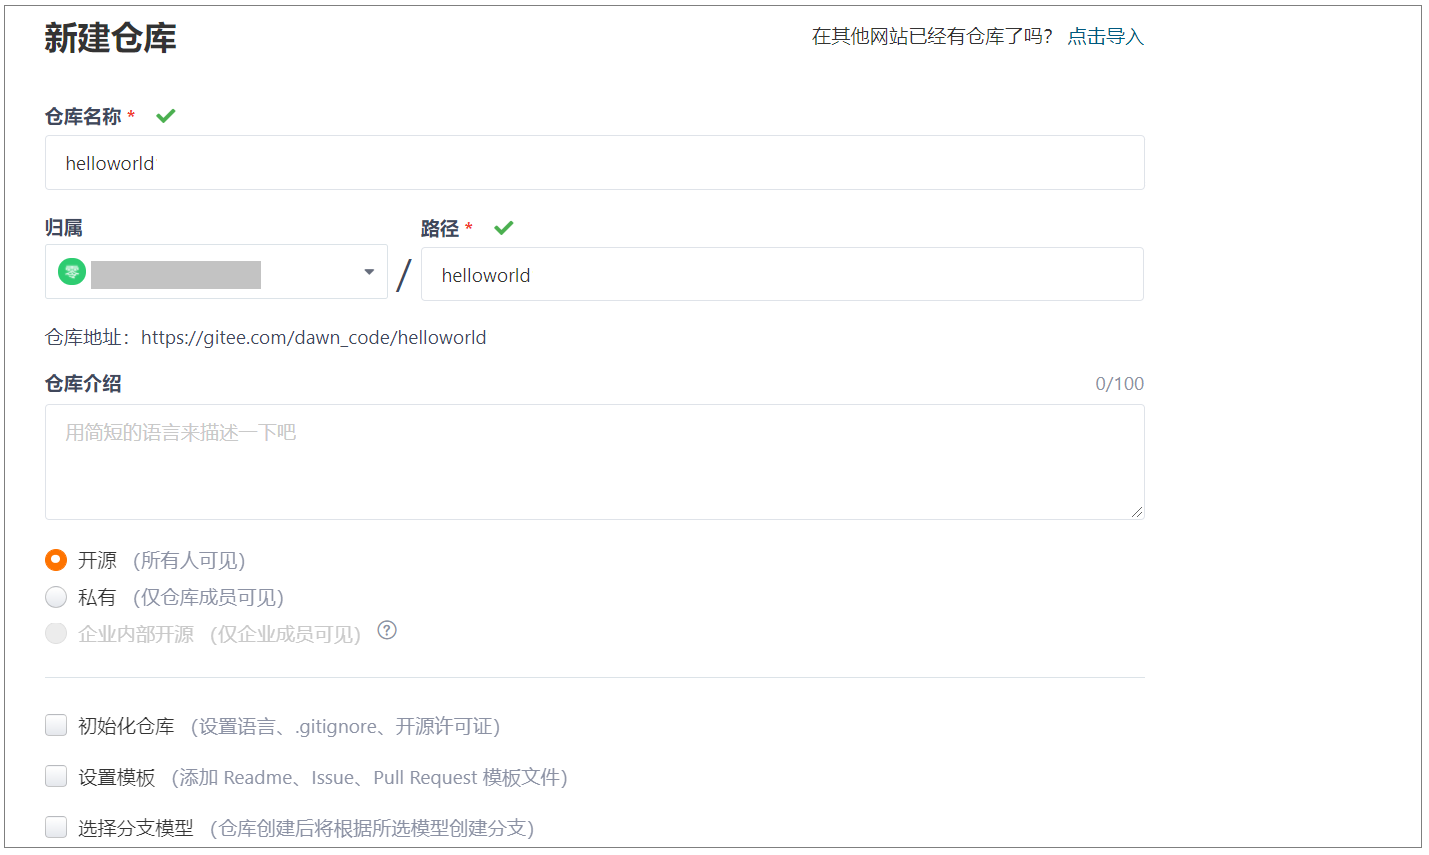 新建仓库
在其他网站已经有仓库了吗? 点击导入
仓库名称 *
helloworld
归属
路径 *
零
/
helloworld
仓库地址：https://gitee.com/dawn_code/helloworld
仓库介绍
0/100
用简短的语言来描述一下吧
开源 (所有人可见)
私有 (仅仓库成员可见)
企业内部开源 (仅企业成员可见) ?
初始化仓库 (设置语言、.gitignore、开源许可证)
设置模板 (添加 Readme、Issue、Pull Request 模板文件)
选择分支模型 (仓库创建后将根据所选模型创建分支)